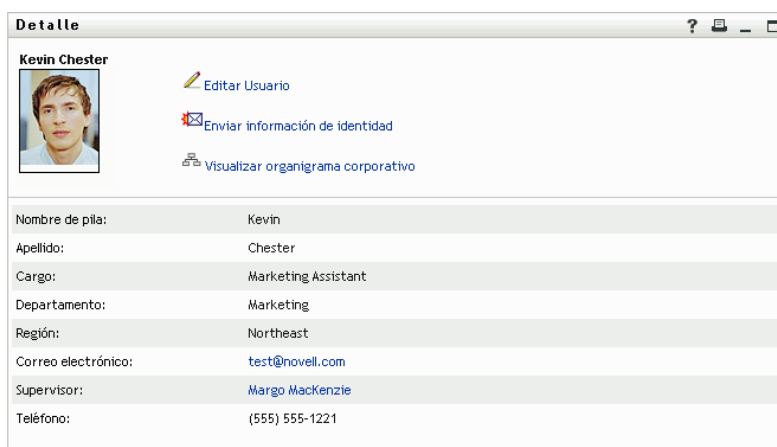 Detalle
Kevin Chester
Editar Usuario
Enviar información de identidad
Visualizar organigrama corporativo
Nombre de pila: Kevin
Apellido: Chester
Cargo: Marketing Assistant
Departamento: Marketing
Región: Northeast
Correo electrónico: test@novell.com
Supervisor: Margo MacKenzie
Teléfono: (555) 555-1221